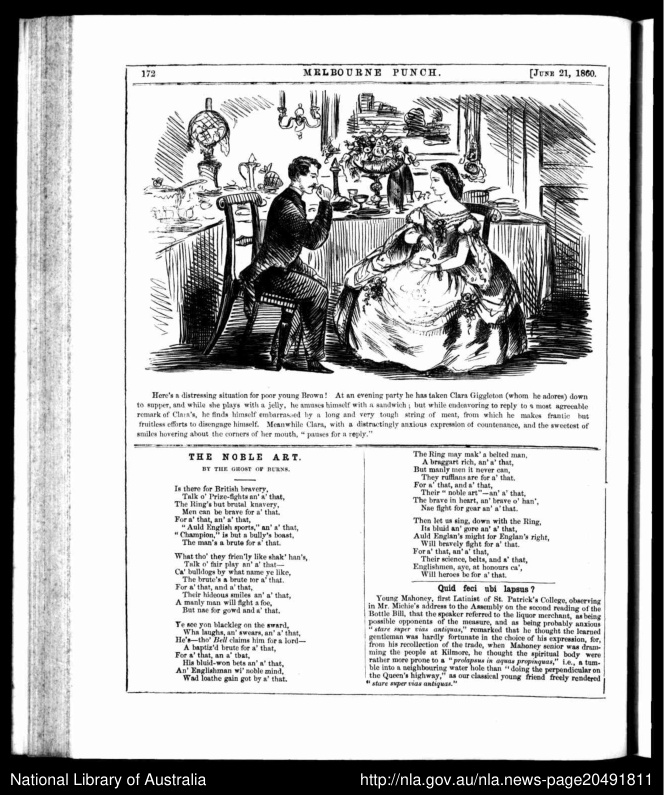 172
MELBOURNE PUNCH.
[JUNE 21, 1860.
Here's a distressing situation for poor young Brown! At an evening party he has taken Clara Giggleton (whom he adores) down
to supper, and while she plays with a jelly, he amuses himself with a sandwich; but while endeavoring to reply to a most agreeable
remark of Clara's, he finds himself embarrassed by a long and very tough string of meat, from which he makes frantic but
fruitless efforts to disengage himself. Meanwhile Clara, with a distractingly anxious expression of countenance, and the sweetest of
smiles hovering about the corners of her mouth, "pauses for a reply."
THE NOBLE ART.
BY THE GHOST OF BURNS.
Is there for British bravery,
Talk o' Prize-fights an' a' that,
The Ring's but brutal knavery,
Men can be brave for a' that.
For a' that, an' a' that,
"Auld English sports," an' a' that,
"Champion," is but a bully's boast,
The man's a brute for a' that.
What tho' they frien'ly like shak' han's,
Talk o' fair play an' a' that—
Ca' bulldogs by what name ye like,
The brute's a brute for a' that.
For a' that, and a' that,
Their hideous smiles an' a' that,
A manly man will fight a foe,
But nae for gowd and a' that.
Ye see yon blackleg on the sward,
Wha laughs, an' swears, an' a' that,
He's—tho' Bell claims him for a lord—
A baptiz'd brute for a' that,
For a' that, an a' that,
His bluid-won bets an' a' that,
An' Englishman wi' noble mind,
Wad loathe gain got by a' that.
The Ring may mak' a belted man,
A braggart rich, an' a' that,
But manly men it never can,
They ruffians are for a' that.
For a' that, and a' that,
Their "noble art"—an' a' that,
The brave in heart, an' brave o' han',
Nae fight for gear an' a' that.
Then let us sing, down with the Ring,
Its bluid an' gore an' a' that,
Auld Englan's might for Englan's right,
Will bravely fight for a' that.
For a' that, an' a' that,
Their science, belts, and a' that,
Englishmen, aye, at honours ca',
Will heroes be for a' that.
Quid feci ubi lapsus?
Young Mahoney, first Latinist of St. Patrick's College, observing
in Mr. Michie's address to the Assembly on the second reading of the
Bottle Bill, that the speaker referred to the liquor merchant, as being
possible opponents of the measure, and as being probably anxious
"stare super vias antiquas," remarked that he thought the learned
gentleman was hardly fortunate in the choice of his expression, for,
from his recollection of the trade, when Mahoney senior was dram-
ming the people at Kilmore, he thought the spiritual body were
rather more prone to a "prolapsus in aquas propinquas," i.e., a tum-
ble into a neighbouring water hole than "doing the perpendicular on
the Queen's highway," as our classical young friend freely rendered
"stare super vias antiquas."
National Library of Australia
http://nla.gov.au/nla.news-page20491811